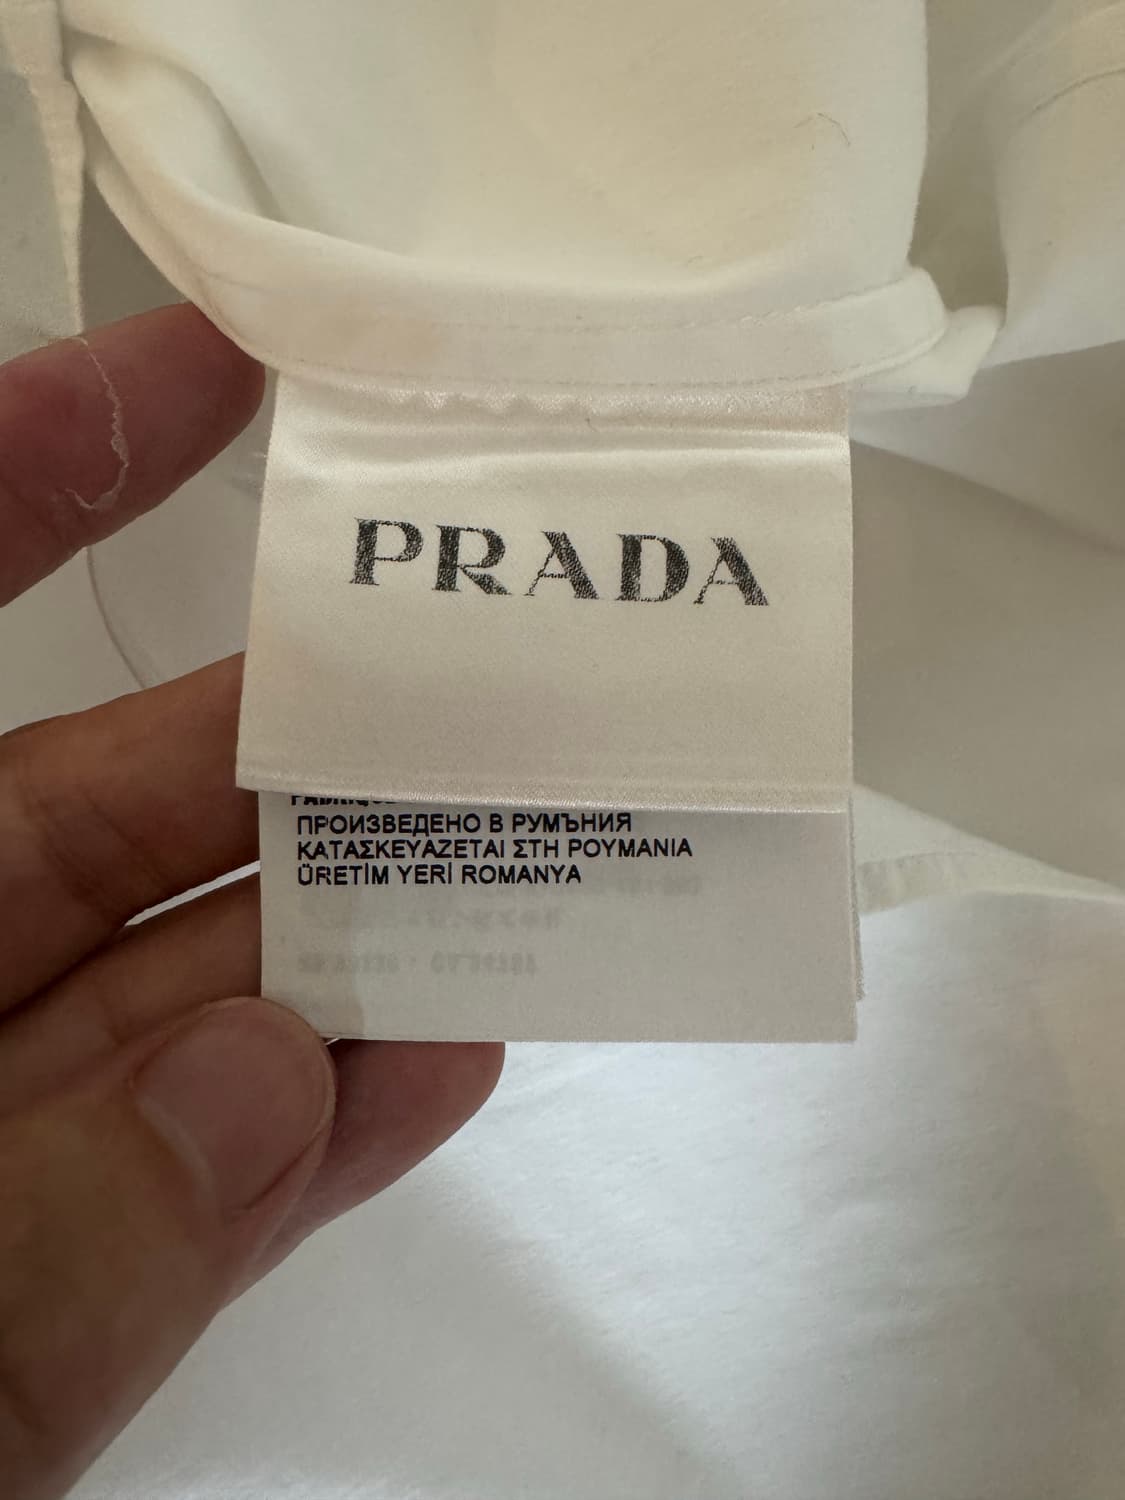 PRADA
ПРОИЗВЕДЕНО В РУМЪНИЯ
ΚΑΤΑΣΚΕΥΑΖΕΤΑΙ ΣΤΗ ΡΟΥΜΑΝΙΑ
ÜRETİM YERİ ROMANYA